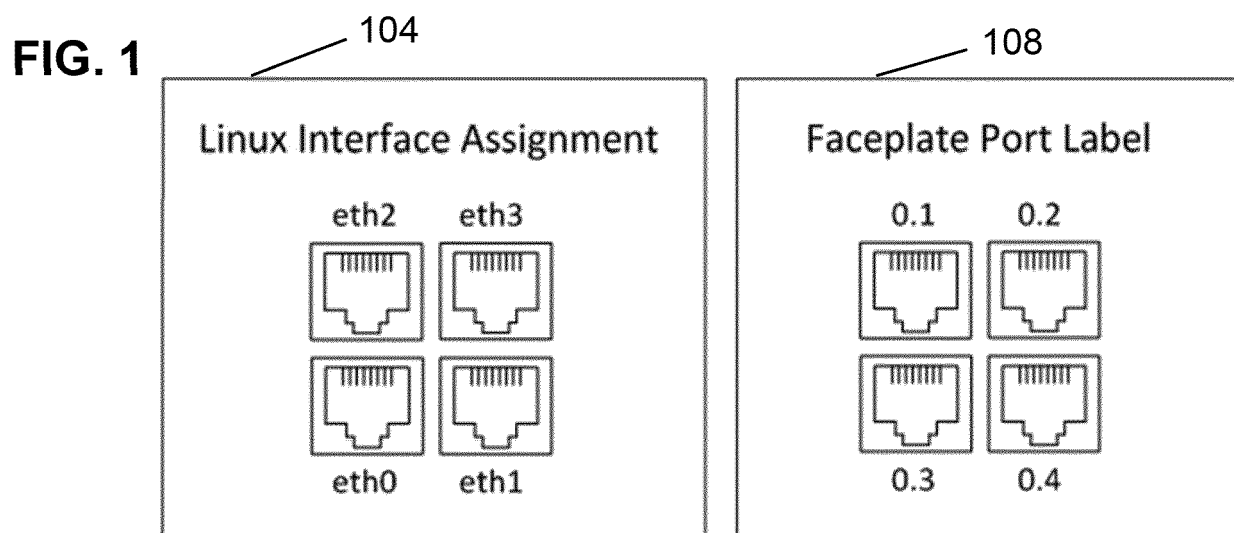 FIG. 1
104
108
Linux Interface Assignment
eth2 eth3
eth0 eth1
Faceplate Port Label
0.1 0.2
0.3 0.4